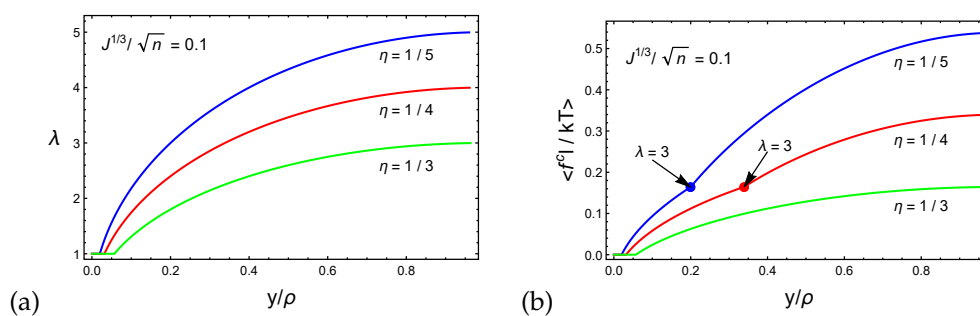 J^{1/3}/ √n = 0.1
5
4
3
2
1
λ
η = 1 / 5
η = 1 / 4
η = 1 / 3
0.0 0.2 0.4 0.6 0.8
y/ρ
(a)
J^{1/3}/ √n = 0.1
0.5
0.4
0.3
0.2
0.1
0.0
<f^c l / kT>
η = 1 / 5
λ = 3
λ = 3
η = 1 / 4
η = 1 / 3
0.0 0.2 0.4 0.6 0.8
y/ρ
(b)